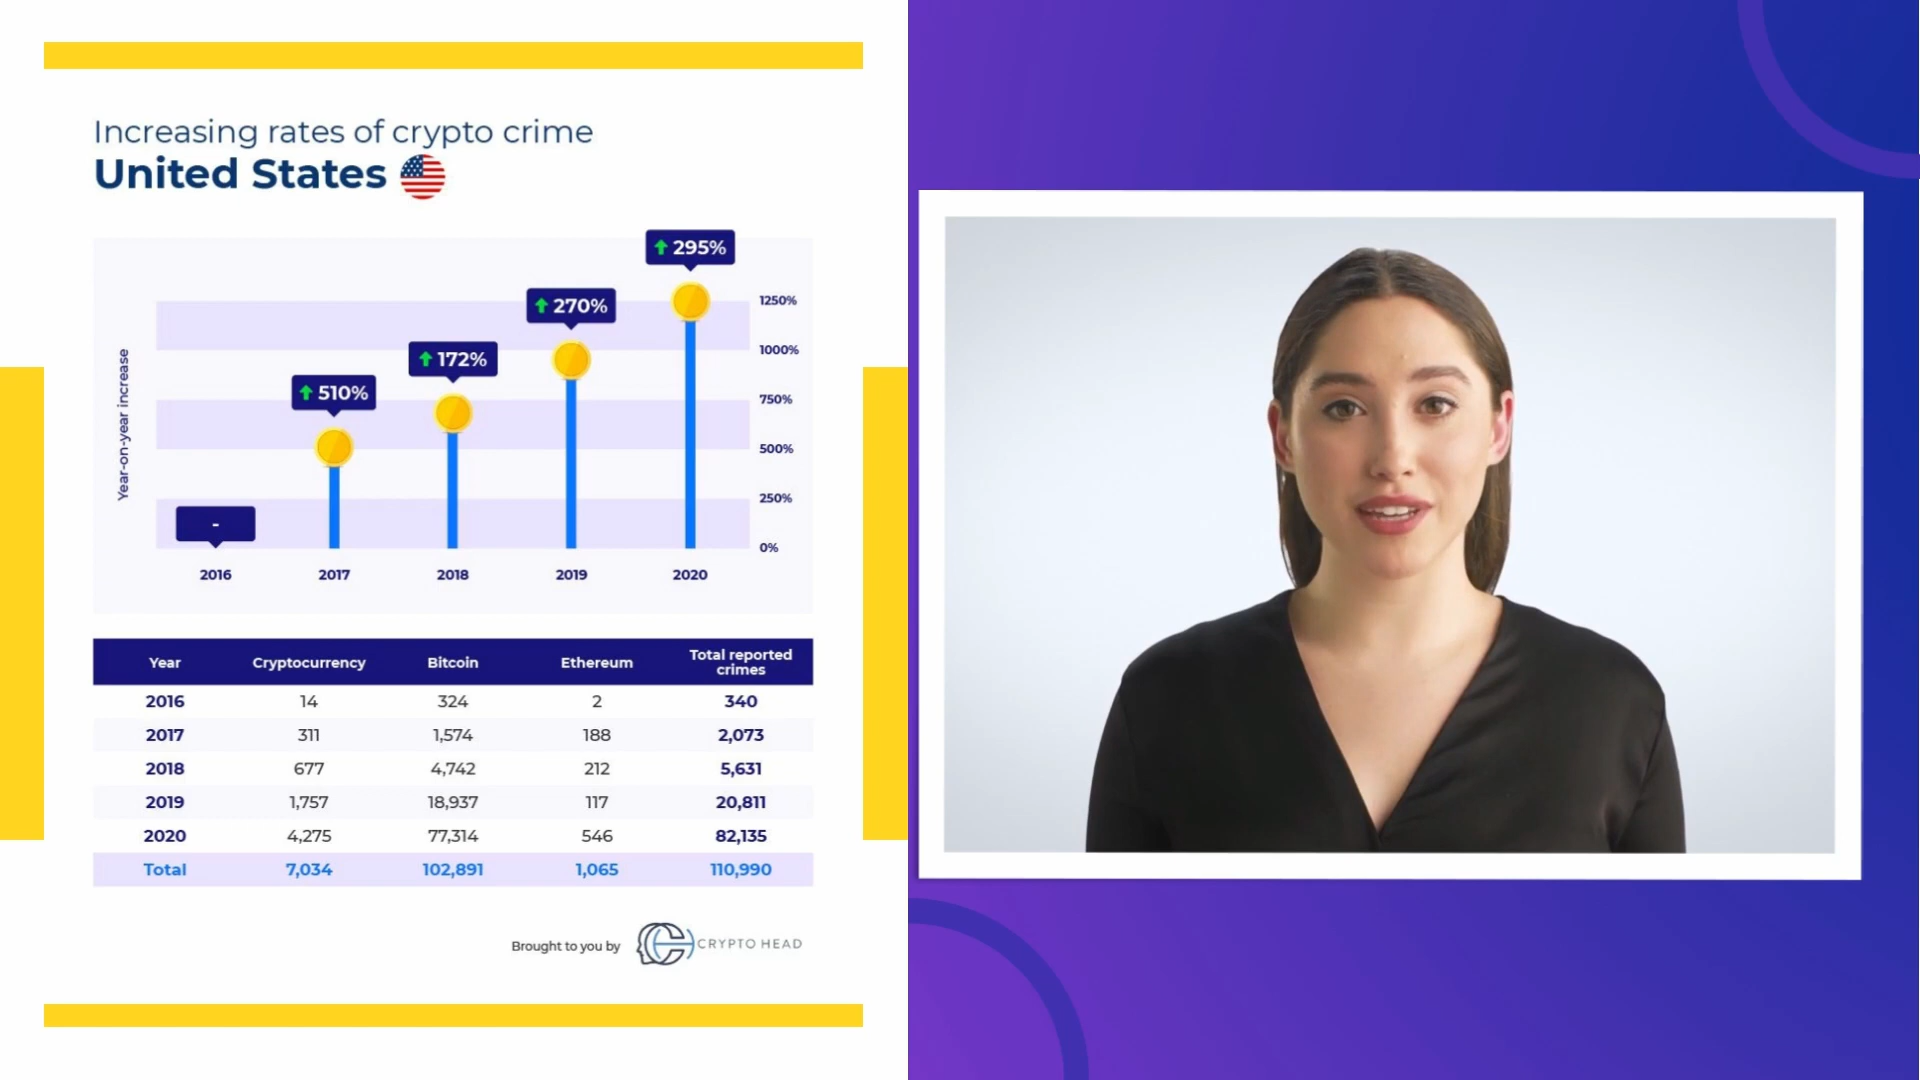 Increasing rates of crypto crime
United States
295%
1250%
270%
1000%
172%
750%
510%
500%
Year-on-year increase
250%
-
0%
2016 2017 2018 2019 2020
Year Cryptocurrency Bitcoin Ethereum Total reported crimes
2016 14 324 2 340
2017 311 1,574 188 2,073
2018 677 4,742 212 5,631
2019 1,757 18,937 117 20,811
2020 4,275 77,314 546 82,135
Total 7,034 102,891 1,065 110,990
Brought to you by CRYPTO HEAD